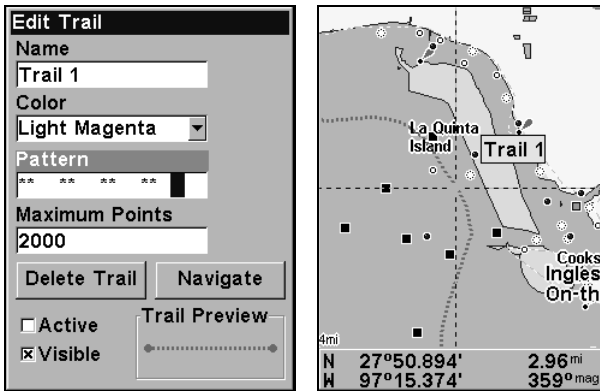 Edit Trail
Name
Trail 1
Color
Light Magenta
Pattern
** ** ** **
Maximum Points
2000
Delete Trail
Navigate
Active
Visible
Trail Preview
La Quinta
Island
Trail 1
Cooks
Ingles
On-th
4mi
N 27°50.894' 2.96 mi
W 97°15.374' 359° mag